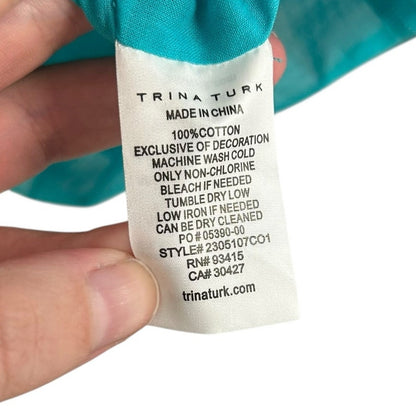 TRINA TURK
MADE IN CHINA
100%COTTON
EXCLUSIVE OF DECORATION
MACHINE WASH COLD
ONLY NON-CHLORINE
BLEACH IF NEEDED
TUMBLE DRY LOW
LOW IRON IF NEEDED
CAN BE DRY CLEANED
PO# 05390-00
STYLE# 2305107CO1
RN# 93415
CA# 30427
trinaturk.com